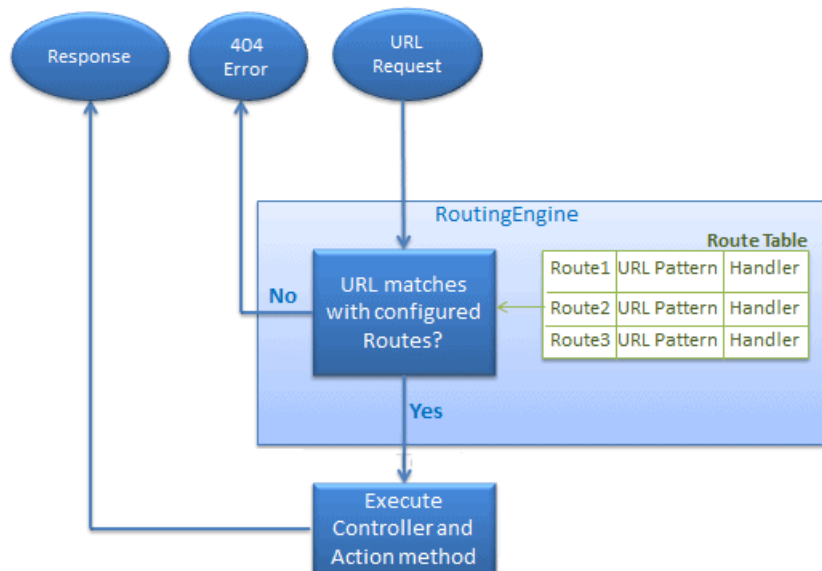 Response
404
Error
URL
Request
RoutingEngine
Route Table
Route1 URL Pattern Handler
Route2 URL Pattern Handler
Route3 URL Pattern Handler
URL matches
with configured
Routes?
No
Yes
Execute
Controller and
Action method